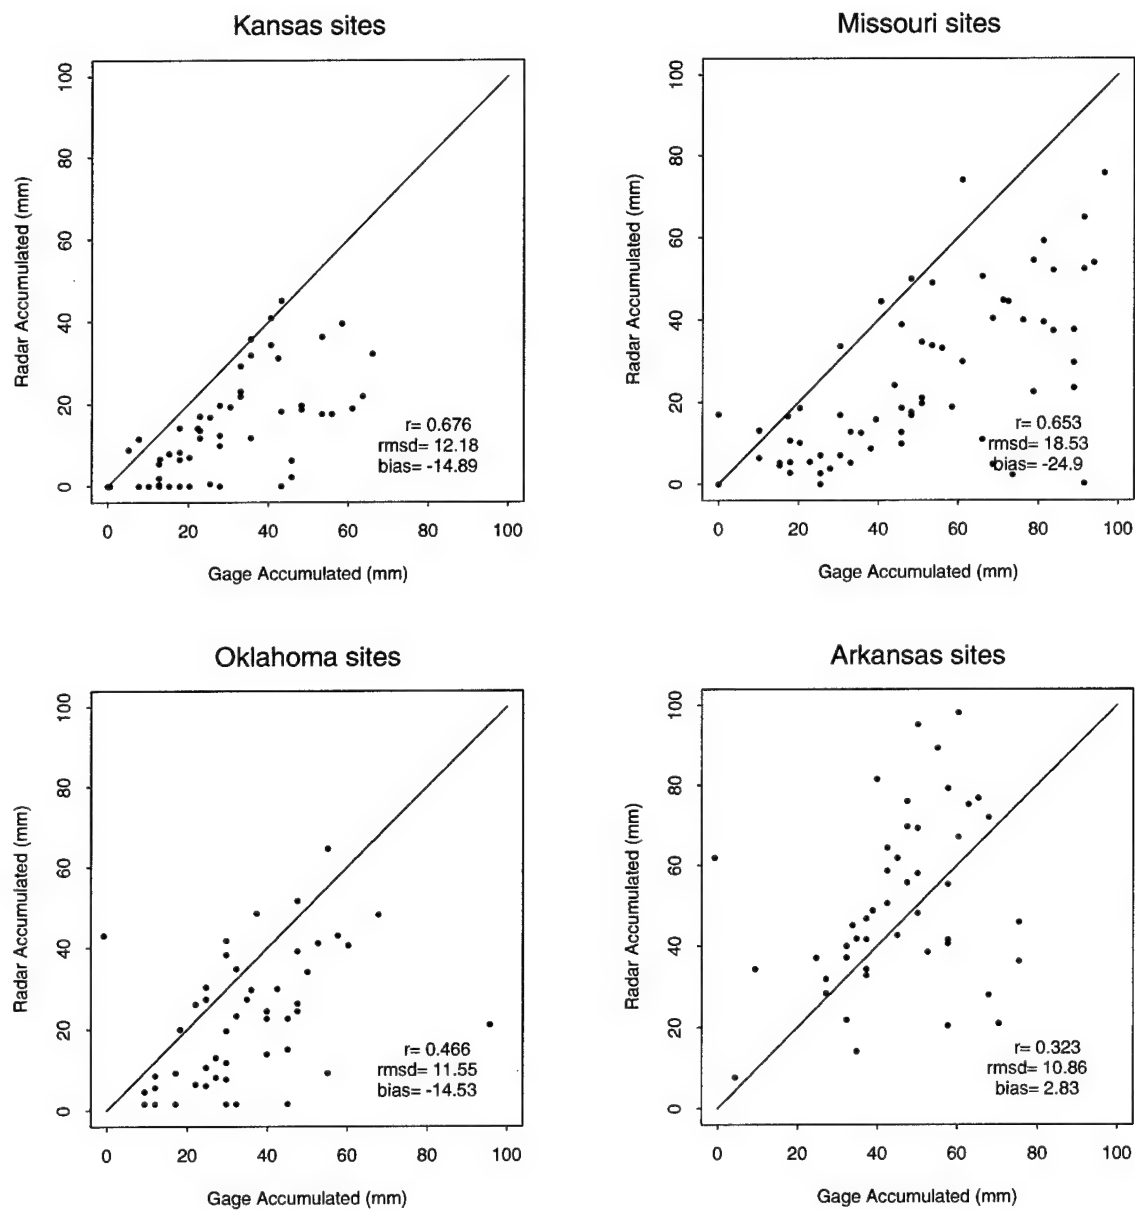 Kansas sites
Radar Accumulated (mm)
100
80
60
40
20
0
r= 0.676
rmsd= 12.18
bias= -14.89
0 20 40 60 80 100
Gage Accumulated (mm)
Missouri sites
Radar Accumulated (mm)
100
80
60
40
20
0
r= 0.653
rmsd= 18.53
bias= -24.9
0 20 40 60 80 100
Gage Accumulated (mm)
Oklahoma sites
Radar Accumulated (mm)
100
80
60
40
20
0
r= 0.466
rmsd= 11.55
bias= -14.53
0 20 40 60 80 100
Gage Accumulated (mm)
Arkansas sites
Radar Accumulated (mm)
100
80
60
40
20
0
r= 0.323
rmsd= 10.86
bias= 2.83
0 20 40 60 80 100
Gage Accumulated (mm)